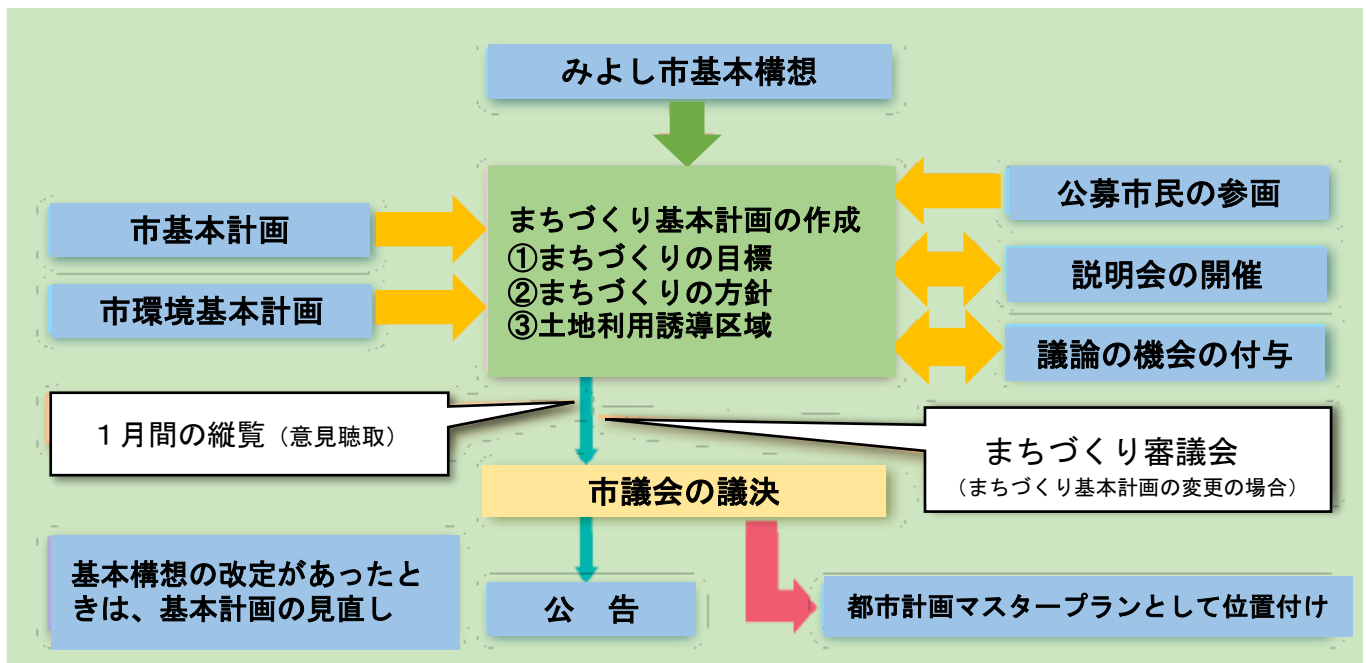 みよし市基本構想
市基本計画
市環境基本計画
まちづくり基本計画の作成
①まちづくりの目標
②まちづくりの方針
③土地利用誘導区域
公募市民の参画
説明会の開催
議論の機会の付与
1月間の縦覧（意見聴取）
まちづくり審議会
（まちづくり基本計画の変更の場合）
市議会の議決
基本構想の改定があったと
きは、基本計画の見直し
公　告
都市計画マスタープランとして位置付け